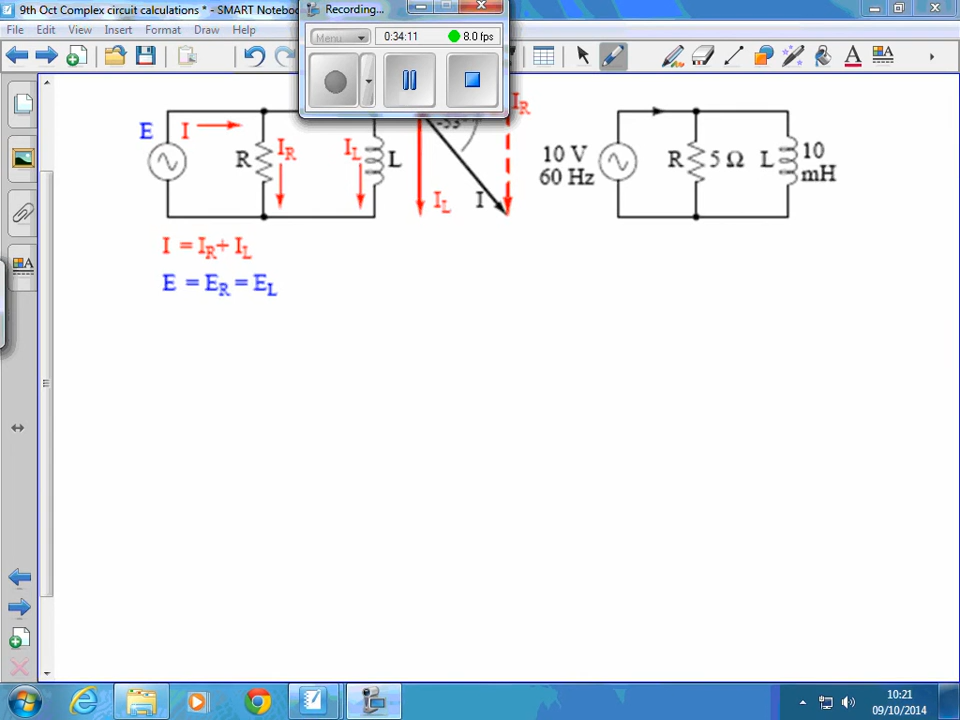 9th Oct Complex circuit calculations * - SMART Noteboo
Recording...
File Edit View Insert Format Draw Help
Menu 0:34:11 8.0 fps
E I R IR IL L
IL I IR
10 V
60 Hz
R 5 Ω L 10
mH
I = IR + IL
E = ER = EL
10:21
09/10/2014